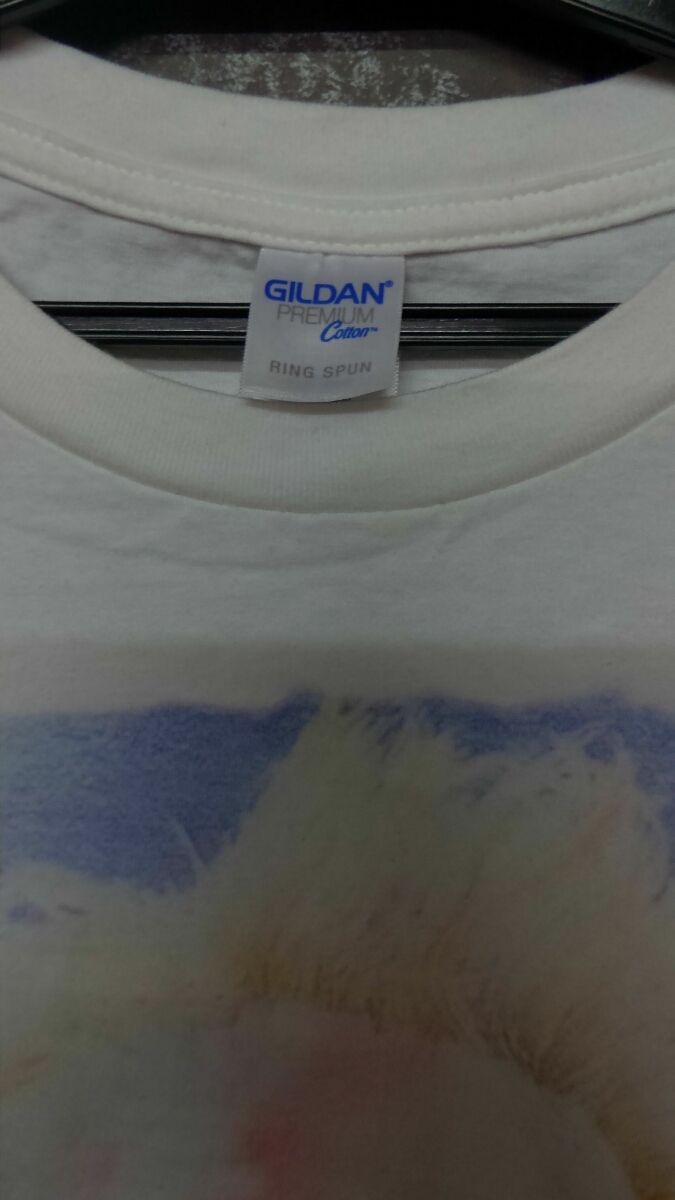 GILDAN®
PREMIUM
Cotton™
RING SPUN